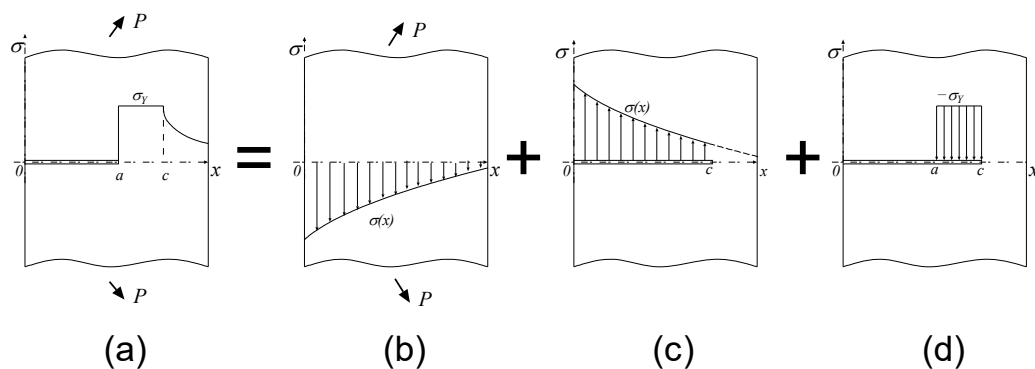 P P
σ σ σ σ
σ_Y σ(x) −σ_Y
0 a c x = 0 x + 0 c x + 0 a c x
σ(x)
P P
(a) (b) (c) (d)